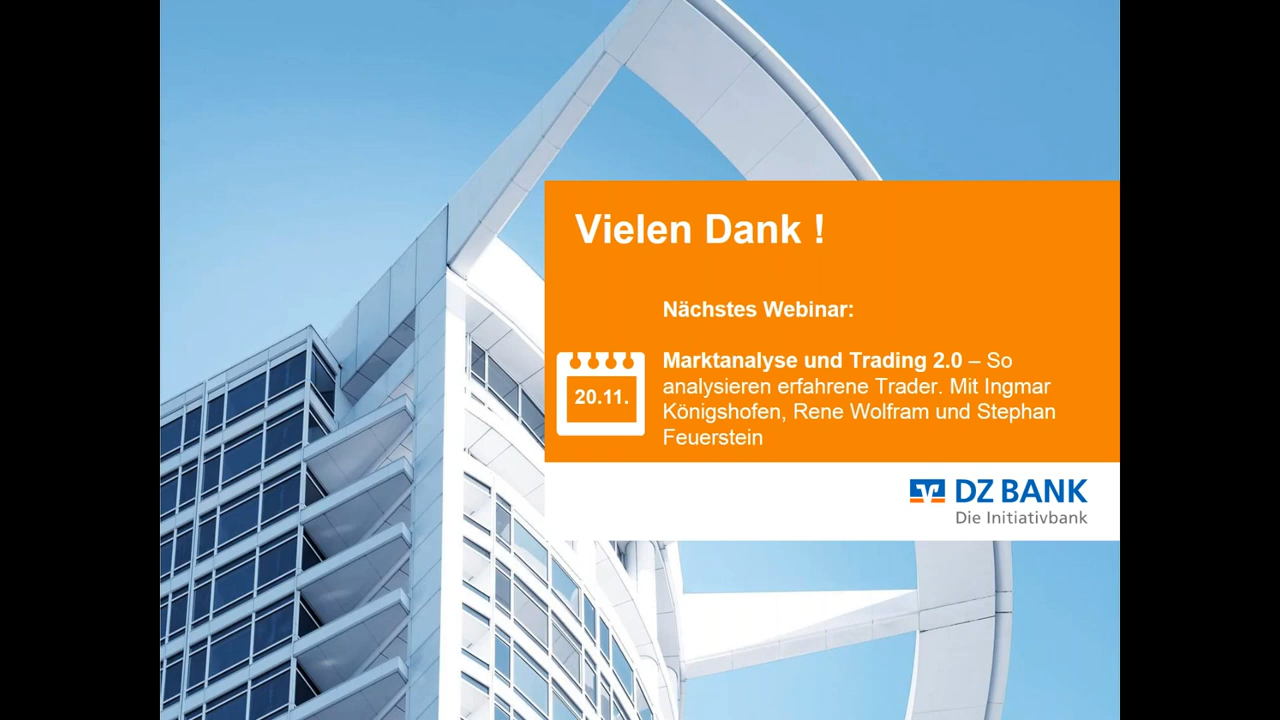 Vielen Dank !
Nächstes Webinar:
20.11.
Marktanalyse und Trading 2.0 – So
analysieren erfahrene Trader. Mit Ingmar
Königshofen, Rene Wolfram und Stephan
Feuerstein
DZ BANK
Die Initiativbank